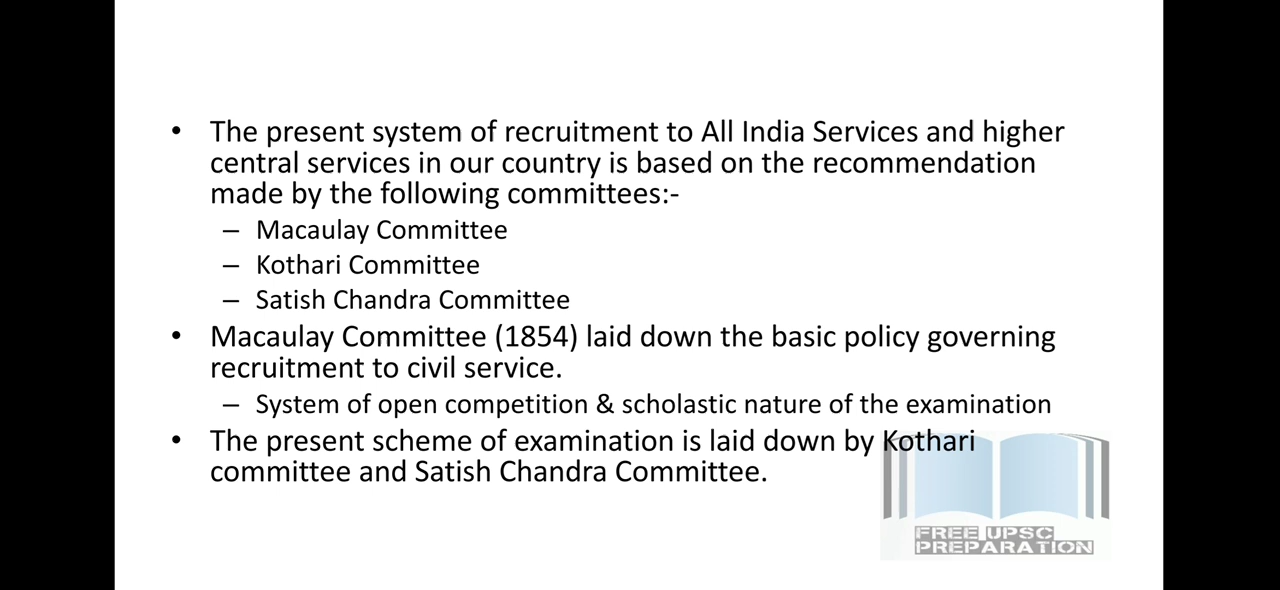 • The present system of recruitment to All India Services and higher
central services in our country is based on the recommendation
made by the following committees:-
– Macaulay Committee
– Kothari Committee
– Satish Chandra Committee
• Macaulay Committee (1854) laid down the basic policy governing
recruitment to civil service.
– System of open competition & scholastic nature of the examination
• The present scheme of examination is laid down by Kothari
committee and Satish Chandra Committee.
FREE UPSC
PREPARATION